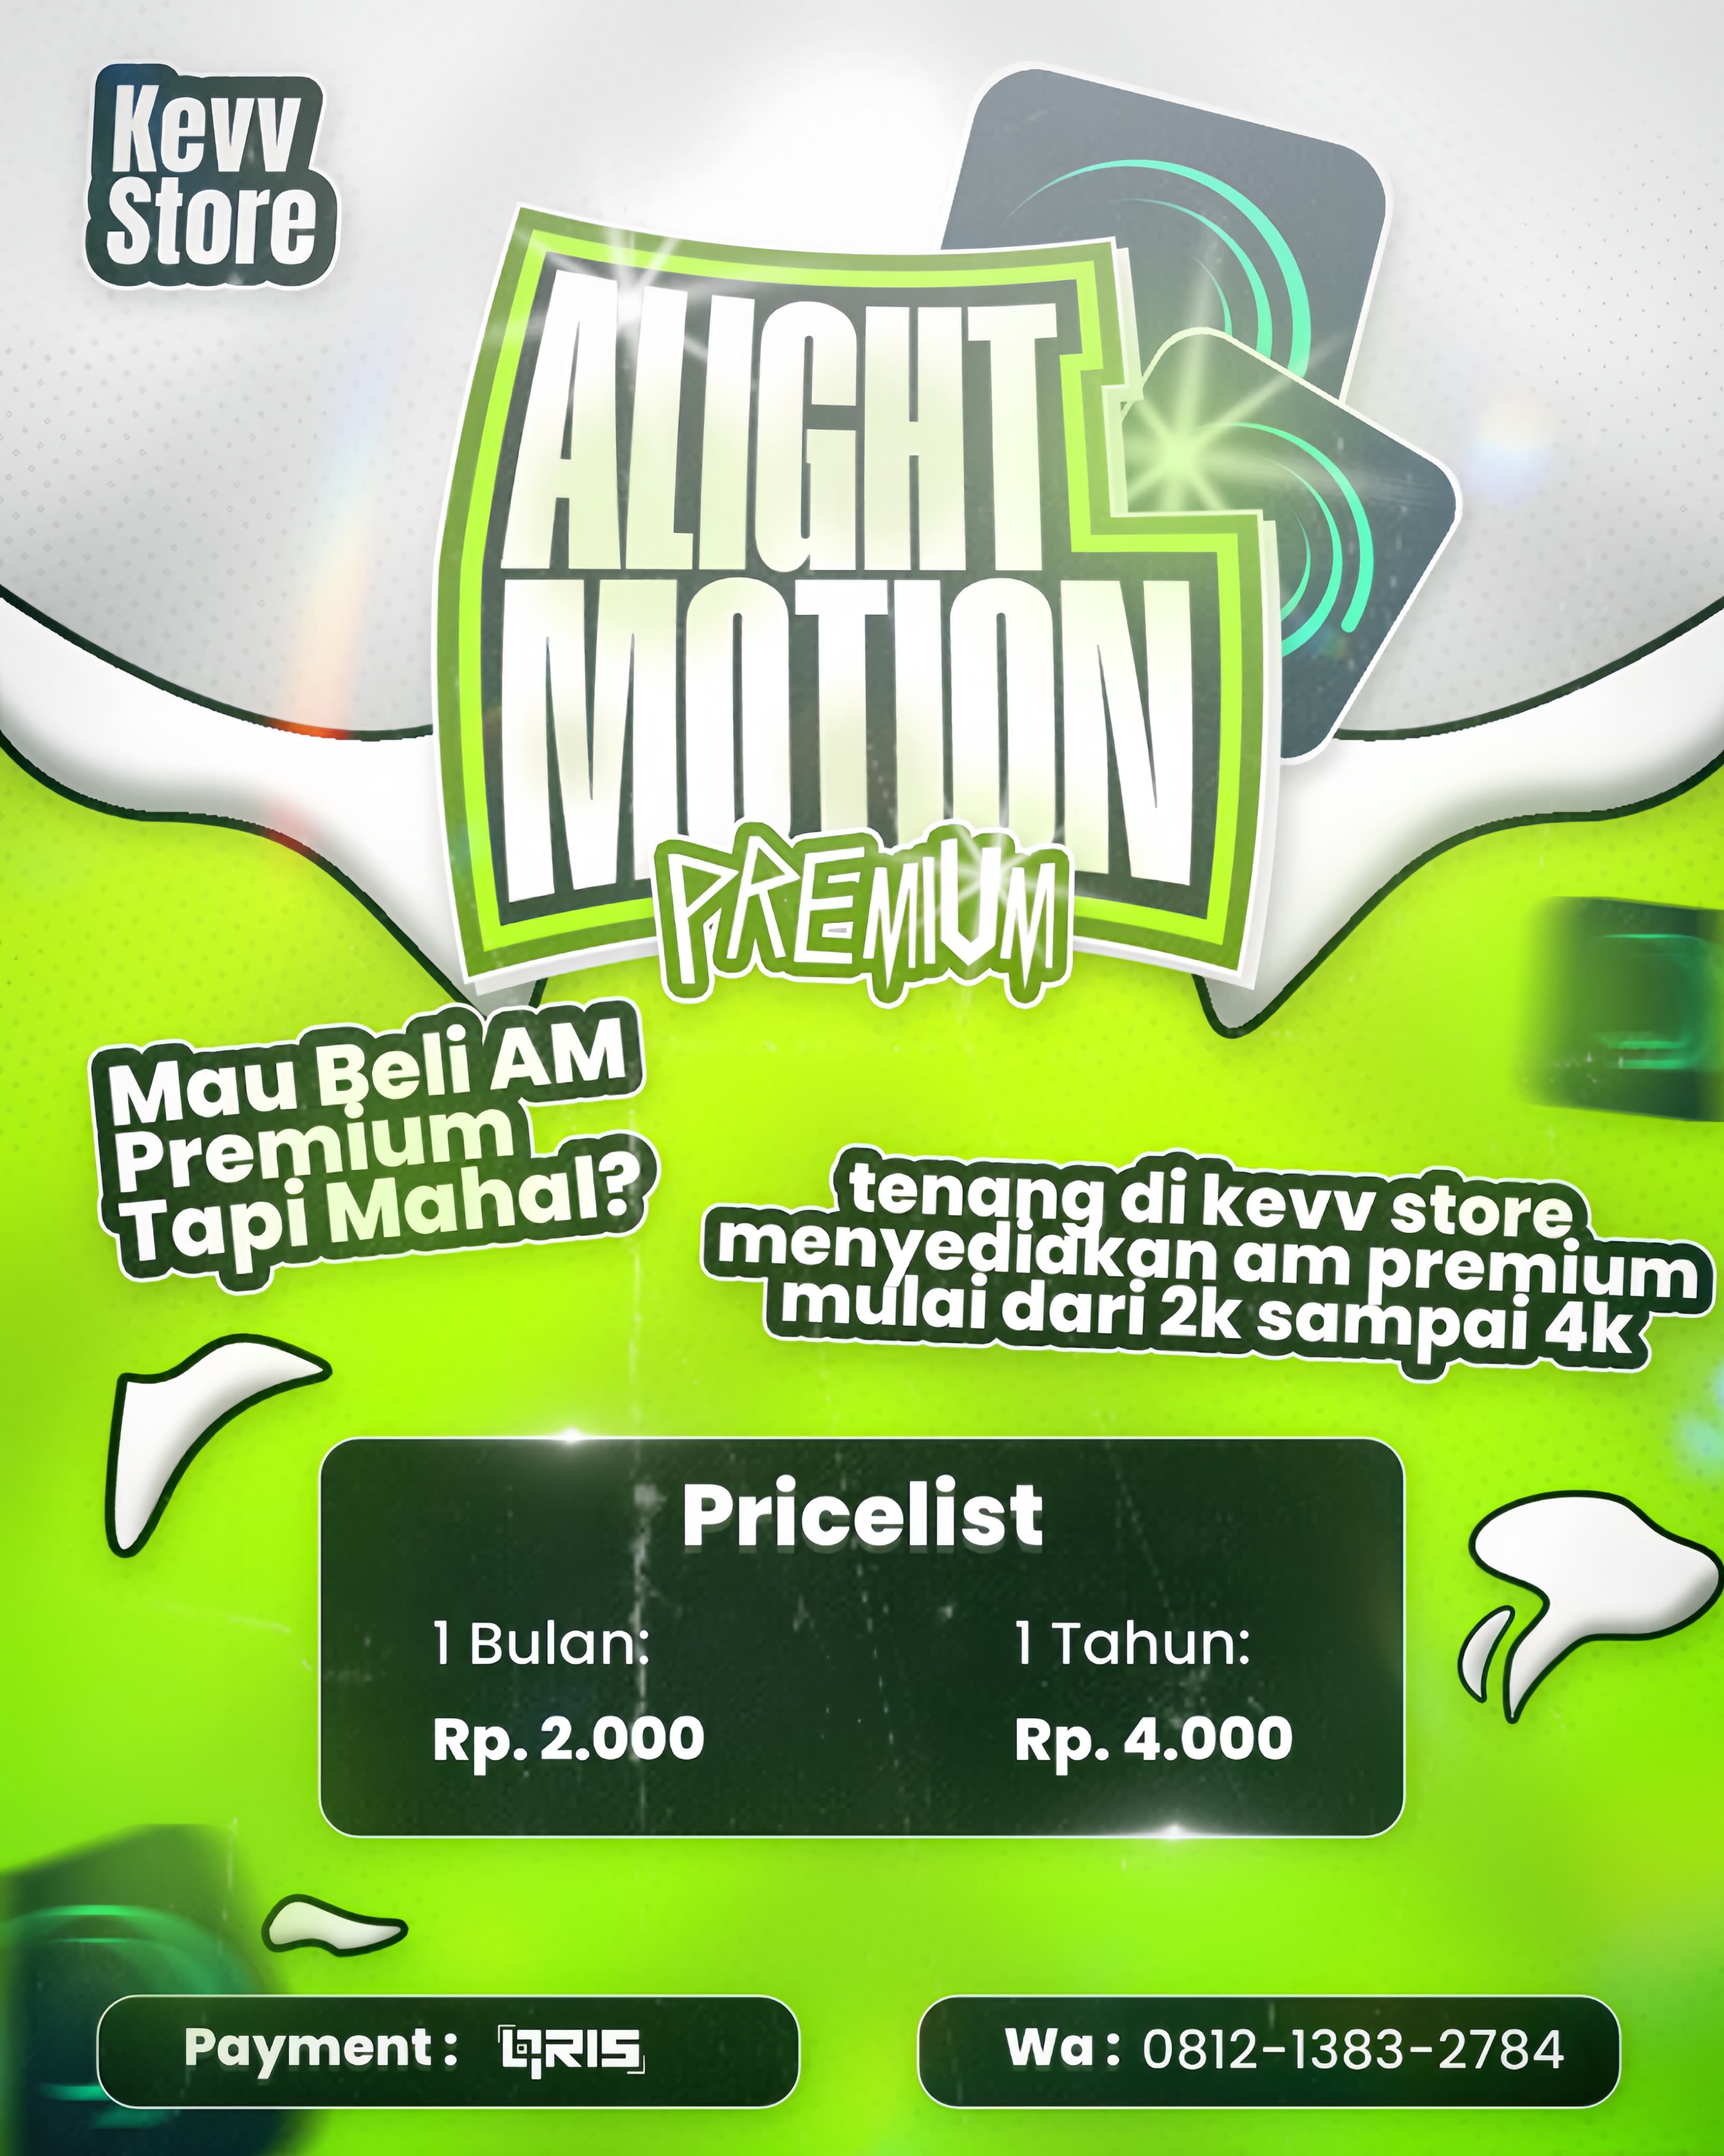 Kevv
Store
ALIGHT
MOTION
PREMIUM
Mau Beli AM
Premium
Tapi Mahal?
tenang di kevv store
menyediakan am premium
mulai dari 2k sampai 4k
Pricelist
1 Bulan:
Rp. 2.000
1 Tahun:
Rp. 4.000
Payment : QRIS
Wa : 0812-1383-2784